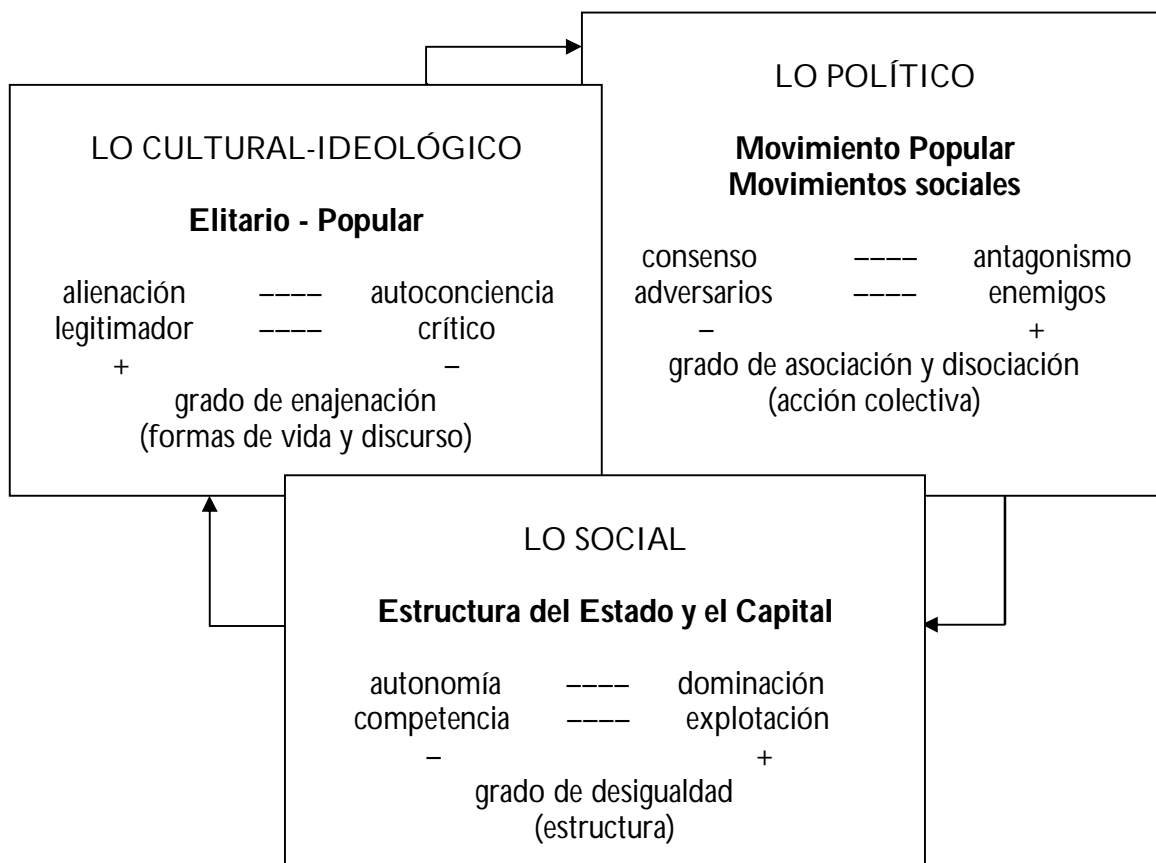 LO CULTURAL-IDEOLÓGICO
Elitario - Popular
alienación –––– autoconciencia
legitimador –––– crítico
+ –
grado de enajenación
(formas de vida y discurso)
LO POLÍTICO
Movimiento Popular
Movimientos sociales
consenso –––– antagonismo
adversarios –––– enemigos
– +
grado de asociación y disociación
(acción colectiva)
LO SOCIAL
Estructura del Estado y el Capital
autonomía –––– dominación
competencia –––– explotación
– +
grado de desigualdad
(estructura)